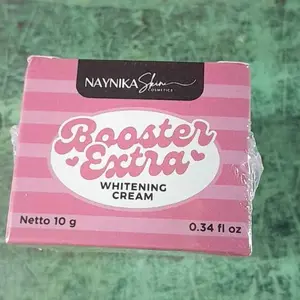 NAYNIKA Skin
COSMETICS
Booster
Extra
WHITENING
CREAM
Netto 10 g
0.34 fl oz